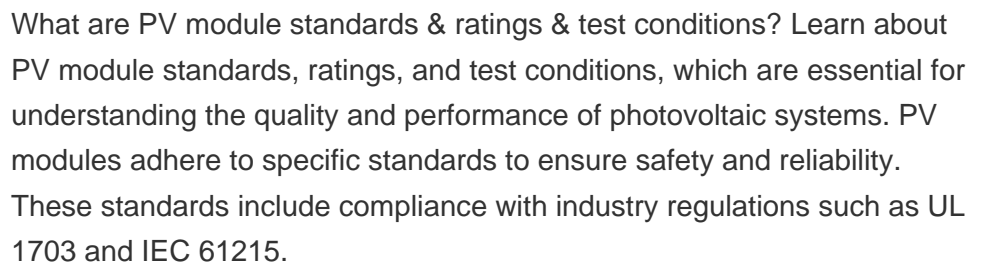 What are PV module standards & ratings & test conditions? Learn about
PV module standards, ratings, and test conditions, which are essential for
understanding the quality and performance of photovoltaic systems. PV
modules adhere to specific standards to ensure safety and reliability.
These standards include compliance with industry regulations such as UL
1703 and IEC 61215.